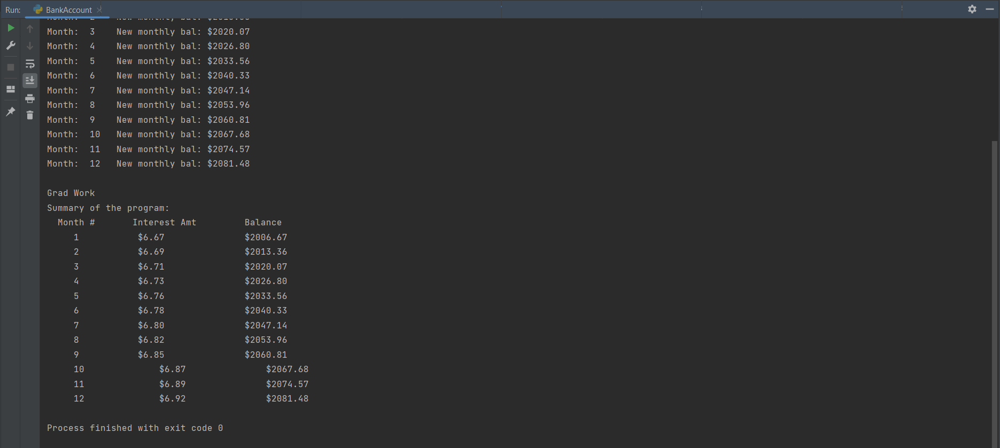 Run: BankAccount
Month: 3 New monthly bal: $2020.07
Month: 4 New monthly bal: $2026.80
Month: 5 New monthly bal: $2033.56
Month: 6 New monthly bal: $2040.33
Month: 7 New monthly bal: $2047.14
Month: 8 New monthly bal: $2053.96
Month: 9 New monthly bal: $2060.81
Month: 10 New monthly bal: $2067.68
Month: 11 New monthly bal: $2074.57
Month: 12 New monthly bal: $2081.48
Grad Work
Summary of the program:
Month # Interest Amt Balance
1 $6.67 $2006.67
2 $6.69 $2013.36
3 $6.71 $2020.07
4 $6.73 $2026.80
5 $6.76 $2033.56
6 $6.78 $2040.33
7 $6.80 $2047.14
8 $6.82 $2053.96
9 $6.85 $2060.81
10 $6.87 $2067.68
11 $6.89 $2074.57
12 $6.92 $2081.48
Process finished with exit code 0